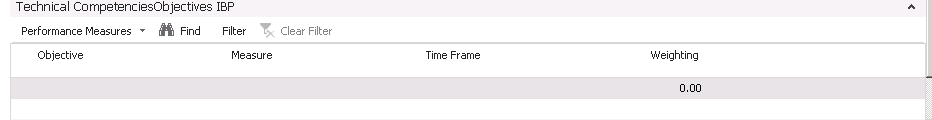 Technical CompetenciesObjectives IBP
Performance Measures Find Filter Clear Filter
Objective Measure Time Frame Weighting
0.00